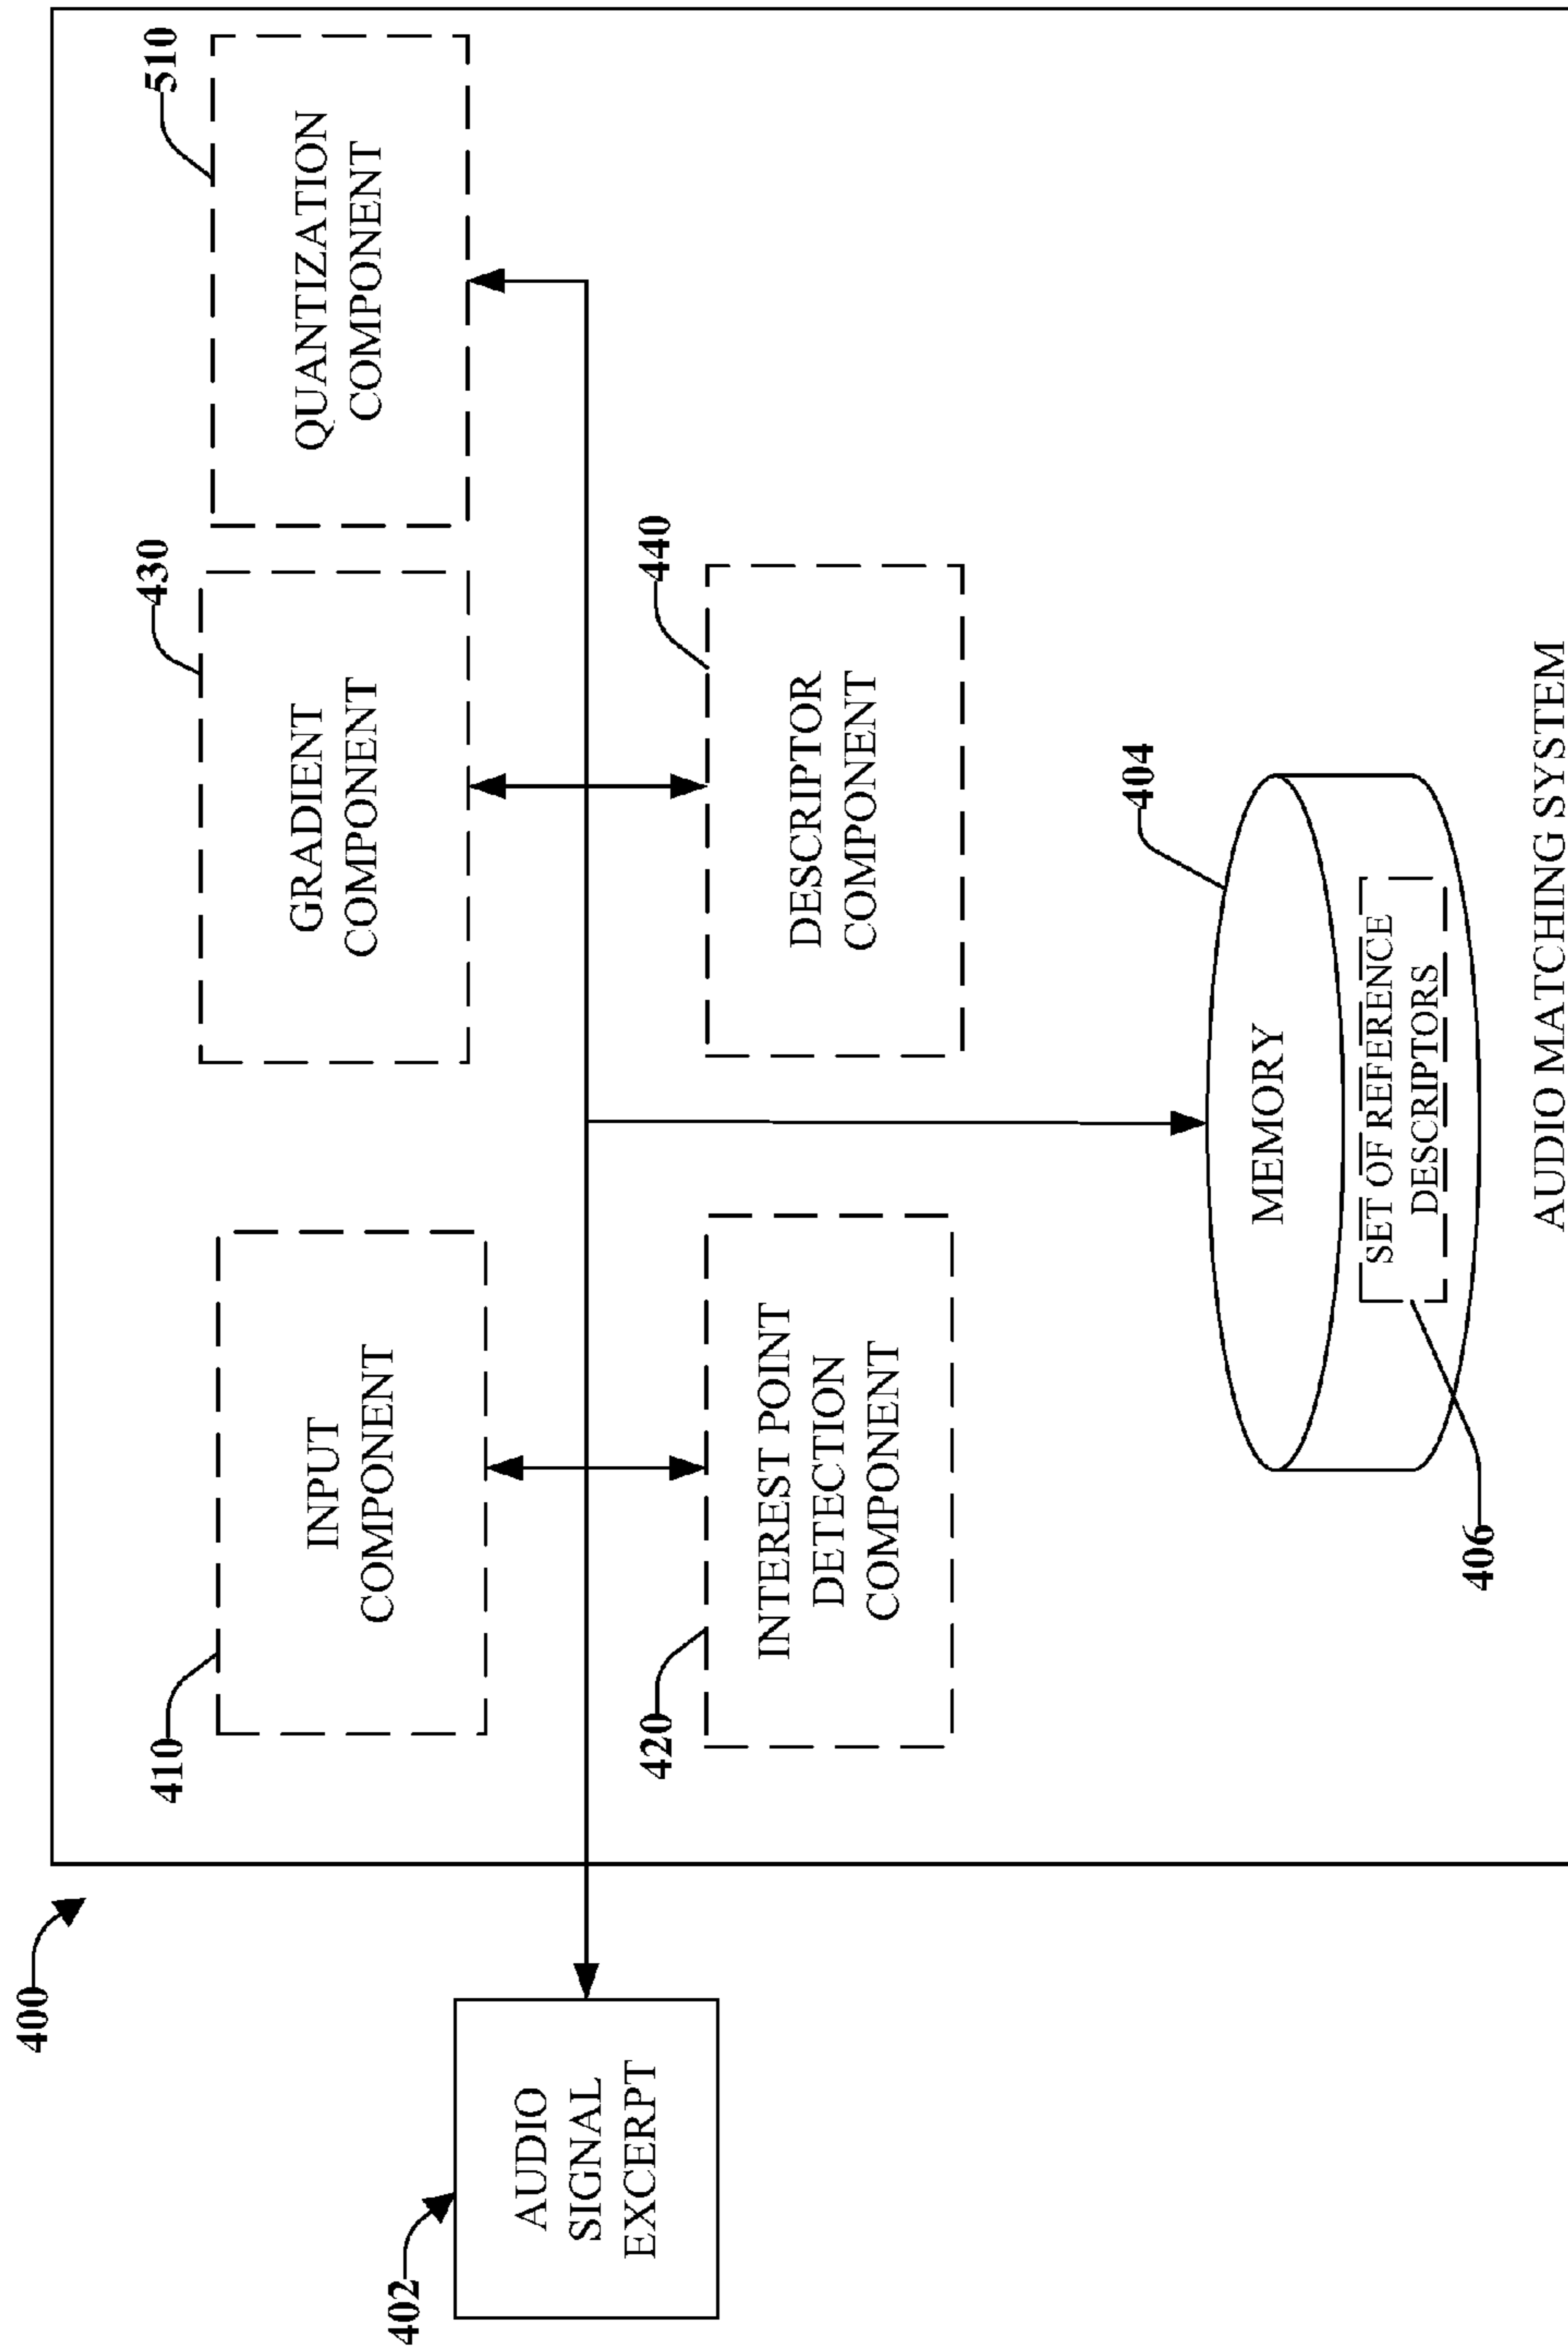 400
402
AUDIO
SIGNAL
EXCERPT
410
INPUT
COMPONENT
430
GRADIENT
COMPONENT
510
QUANTIZATION
COMPONENT
420
INTEREST POINT
DETECTION
COMPONENT
440
DESCRIPTOR
COMPONENT
404
MEMORY
SET OF REFERENCE
DESCRIPTORS
406
AUDIO MATCHING SYSTEM